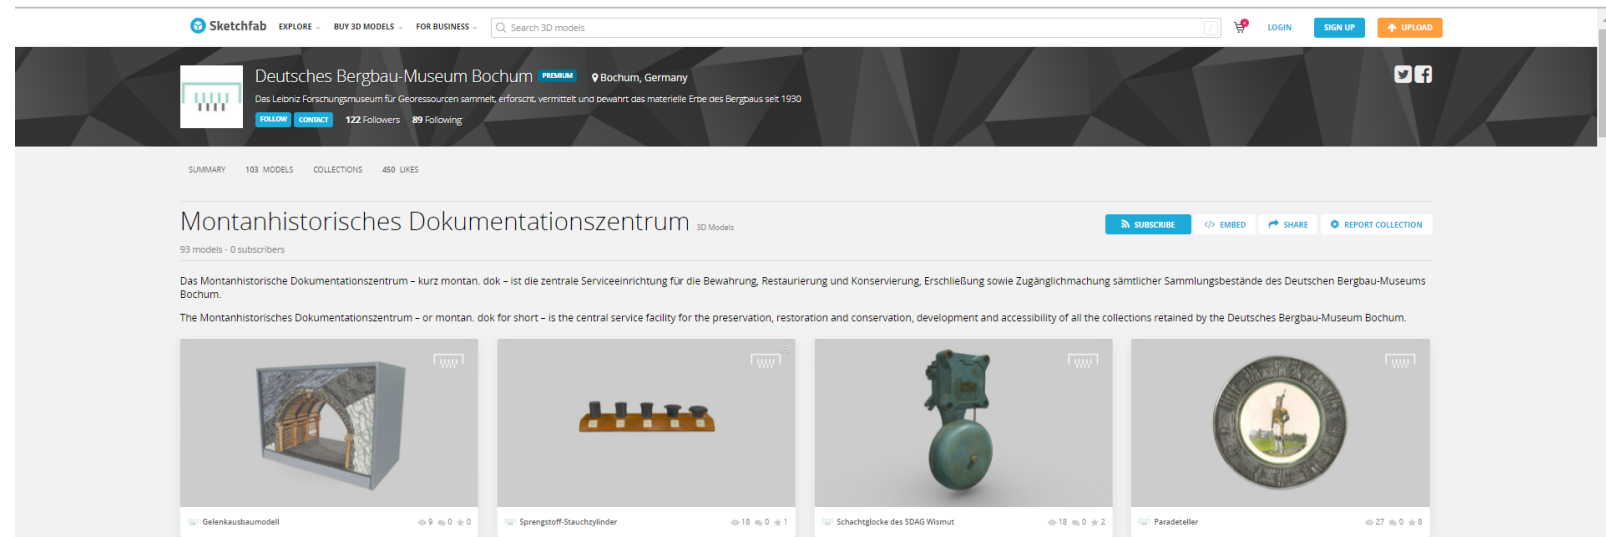 Sketchfab EXPLORE BUY 3D MODELS FOR BUSINESS Search 3D models / LOGIN SIGN UP UPLOAD
Deutsches Bergbau-Museum Bochum PREMIUM Bochum, Germany
Das Leibniz Forschungsmuseum für Georessourcen sammelt, erforscht, vermittelt und bewahrt das materielle Erbe des Bergbaus seit 1930
FOLLOW CONTACT 122 Followers 89 Following
SUMMARY 103 MODELS COLLECTIONS 450 LIKES
Montanhistorisches Dokumentationszentrum 3D Models
SUBSCRIBE </> EMBED SHARE REPORT COLLECTION
93 models · 0 subscribers
Das Montanhistorische Dokumentationszentrum – kurz montan. dok – ist die zentrale Serviceeinrichtung für die Bewahrung, Restaurierung und Konservierung, Erschließung sowie Zugänglichmachung sämtlicher Sammlungsbestände des Deutschen Bergbau-Museums
Bochum.
The Montanhistorisches Dokumentationszentrum – or montan. dok for short – is the central service facility for the preservation, restoration and conservation, development and accessibility of all the collections retained by the Deutsches Bergbau-Museum Bochum.
Gelenkausbaumodell 9 0 0
Sprengstoff-Stauchzylinder 18 0 1
Schachtglocke des SDAG Wismut 18 0 2
Paradeteller 27 0 8